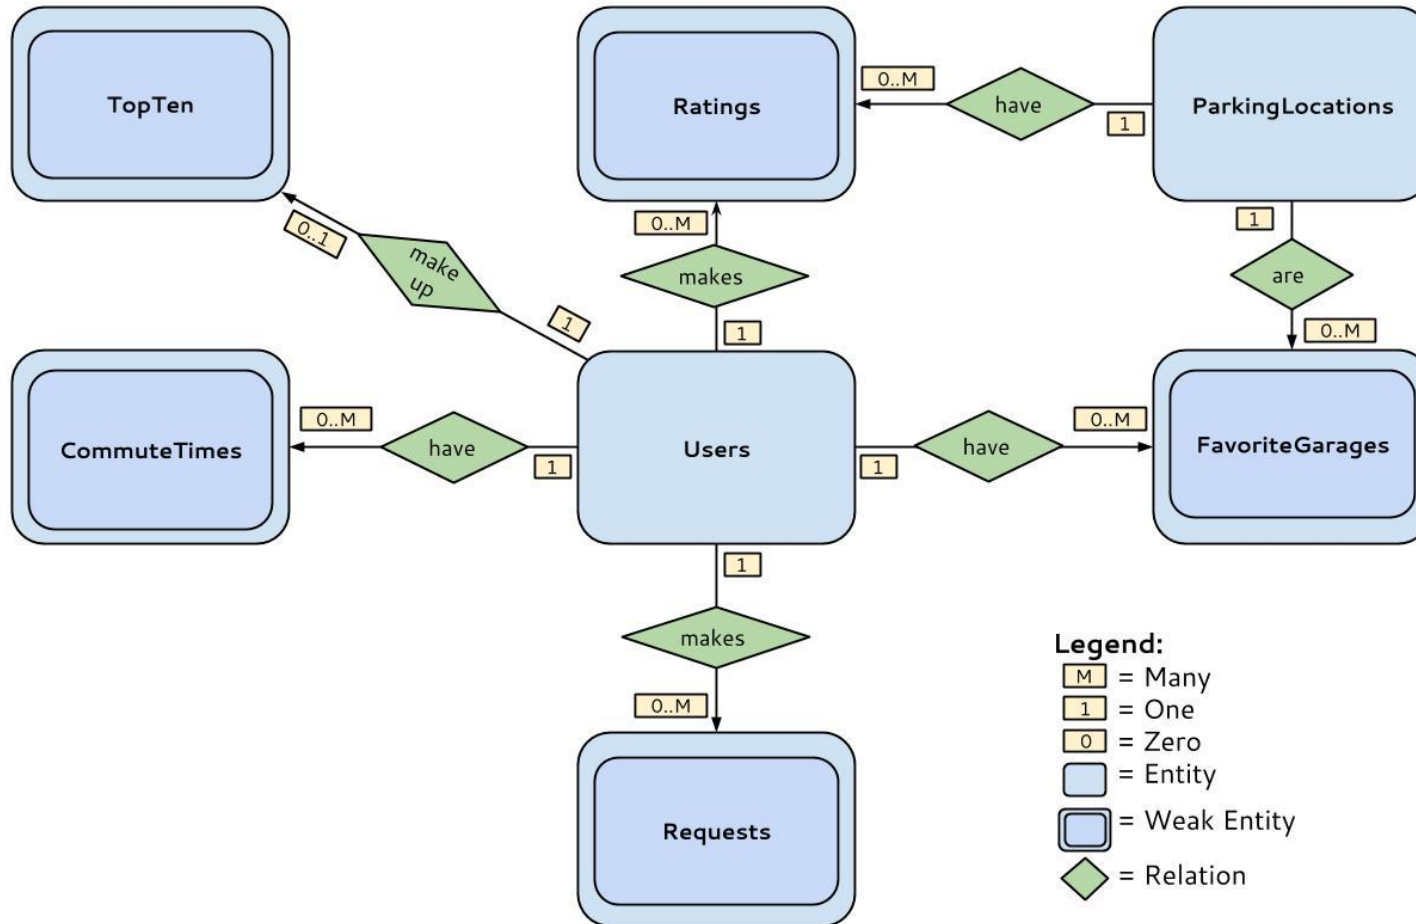 TopTen
Ratings
0..M
have
1
ParkingLocations
0..1
make
up
1
0..M
makes
1
1
are
0..M
CommuteTimes
0..M
have
1
Users
1
have
0..M
FavoriteGarages
1
makes
0..M
Requests
Legend:
M = Many
1 = One
0 = Zero
= Entity
= Weak Entity
= Relation